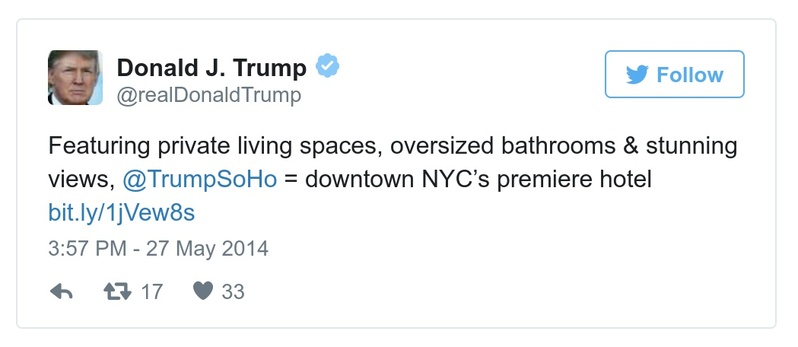 Donald J. Trump
@realDonaldTrump
Follow
Featuring private living spaces, oversized bathrooms & stunning
views, @TrumpSoHo = downtown NYC’s premiere hotel
bit.ly/1jVew8s
3:57 PM - 27 May 2014
17 33